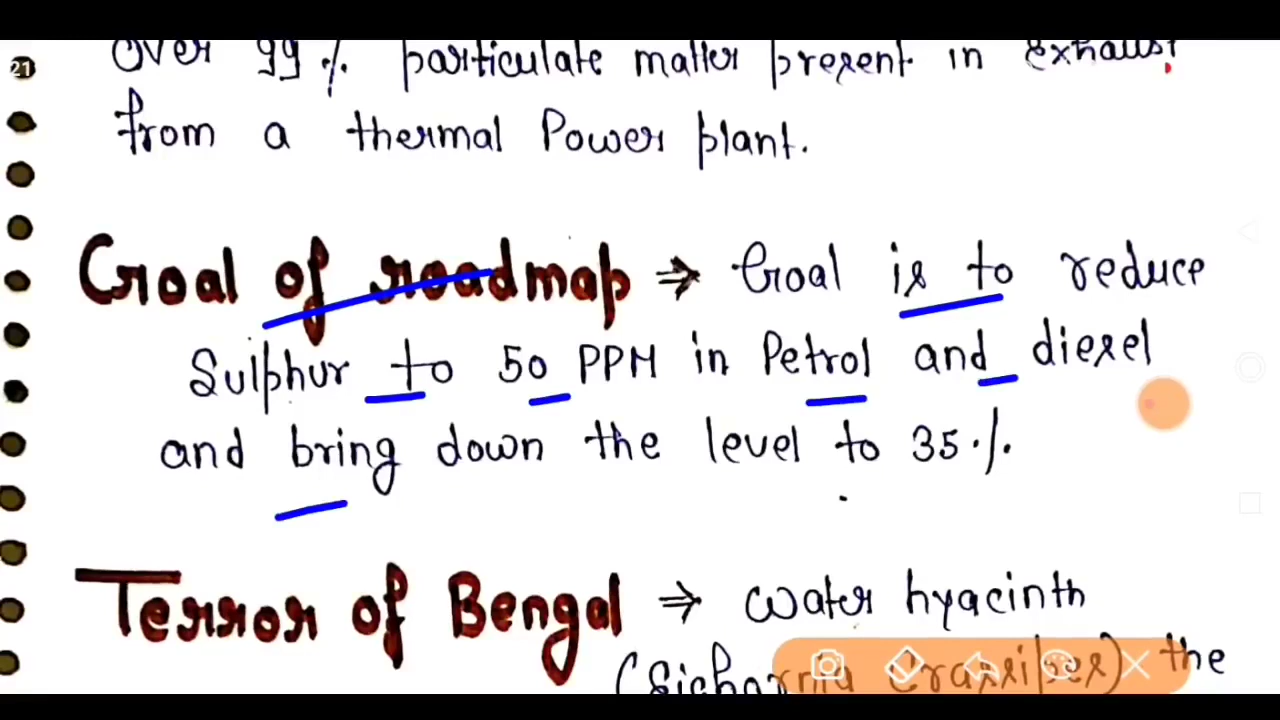 21
Over 99% particulate matter present in exhaust
from a thermal Power plant.
Goal of roadmap ⇒ Goal is to reduce
Sulphur to 50 PPM in Petrol and diesel
and bring down the level to 35%.
Terror of Bengal ⇒ Water hyacinth
the